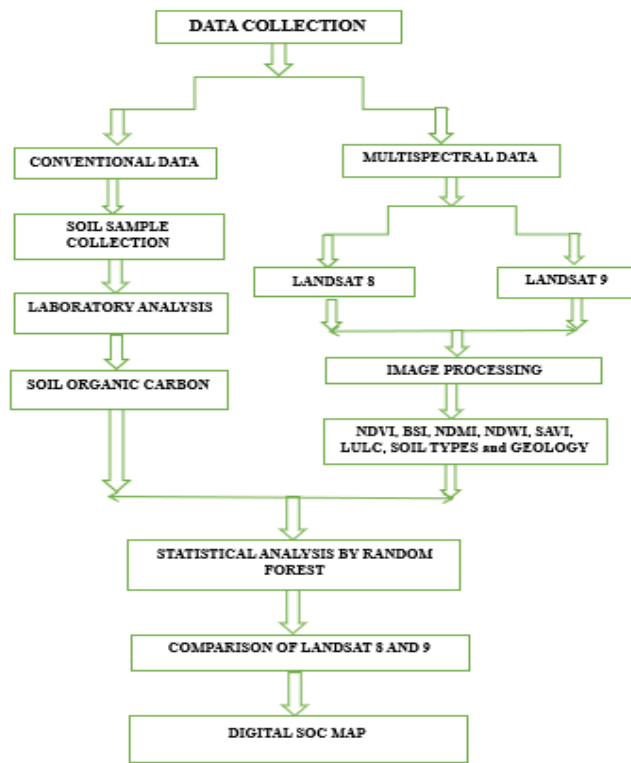 DATA COLLECTION
CONVENTIONAL DATA
MULTISPECTRAL DATA
SOIL SAMPLE
COLLECTION
LANDSAT 8
LANDSAT 9
LABORATORY ANALYSIS
SOIL ORGANIC CARBON
IMAGE PROCESSING
NDVI, BSI, NDMI, NDWI, SAVI,
LULC, SOIL TYPES and GEOLOGY
STATISTICAL ANALYSIS BY RANDOM
FOREST
COMPARISON OF LANDSAT 8 AND 9
DIGITAL SOC MAP